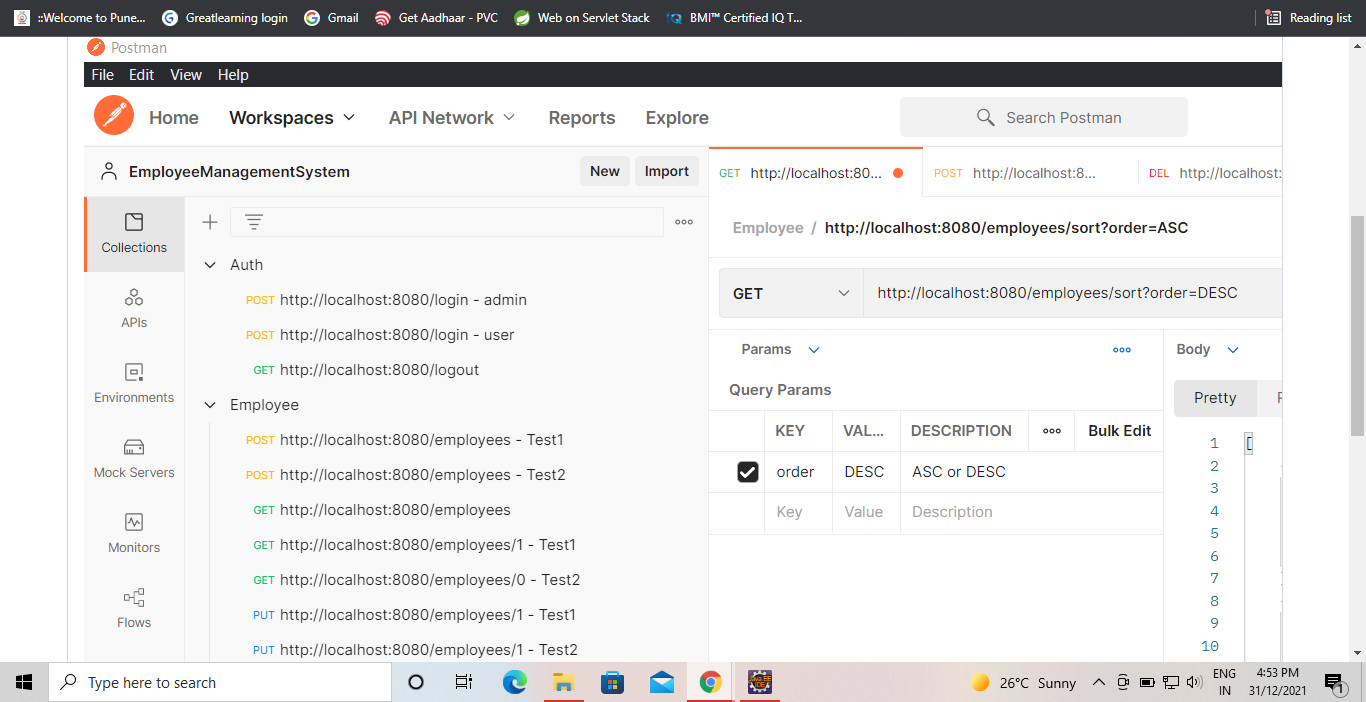 ::Welcome to Pune... Greatlearning login Gmail Get Aadhaar - PVC Web on Servlet Stack BMI™ Certified IQ T... Reading list
Postman
File Edit View Help
Home Workspaces API Network Reports Explore Search Postman
EmployeeManagementSystem New Import
GET http://localhost:80... POST http://localhost:8... DEL http://localhost:
Collections
APIs
Environments
Mock Servers
Monitors
Flows
Auth
POST http://localhost:8080/login - admin
POST http://localhost:8080/login - user
GET http://localhost:8080/logout
Employee
POST http://localhost:8080/employees - Test1
POST http://localhost:8080/employees - Test2
GET http://localhost:8080/employees
GET http://localhost:8080/employees/1 - Test1
GET http://localhost:8080/employees/0 - Test2
PUT http://localhost:8080/employees/1 - Test1
PUT http://localhost:8080/employees/1 - Test2
Employee / http://localhost:8080/employees/sort?order=ASC
GET http://localhost:8080/employees/sort?order=DESC
Params
Query Params
KEY VAL... DESCRIPTION Bulk Edit
order DESC ASC or DESC
Key Value Description
Body
Pretty
1 [
2
3
4
5
6
7
8
9
10
Type here to search 26°C Sunny ENG IN 4:53 PM 31/12/2021 1